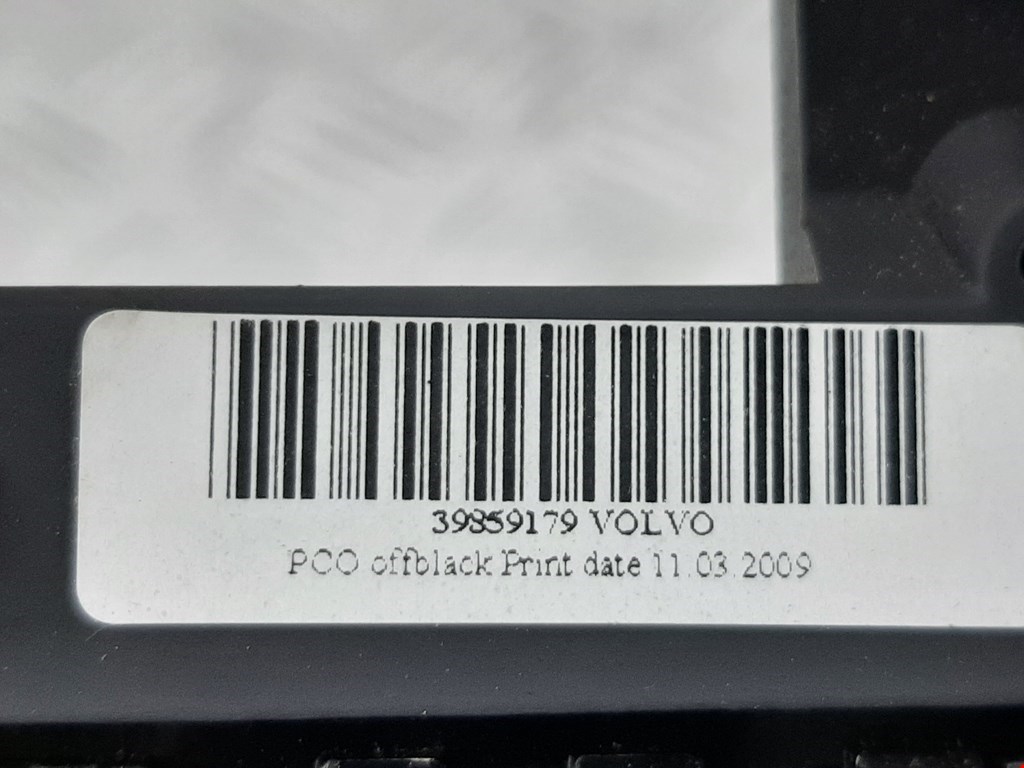 39859179 VOLVO
PCO offblack Print date 11.03.2009